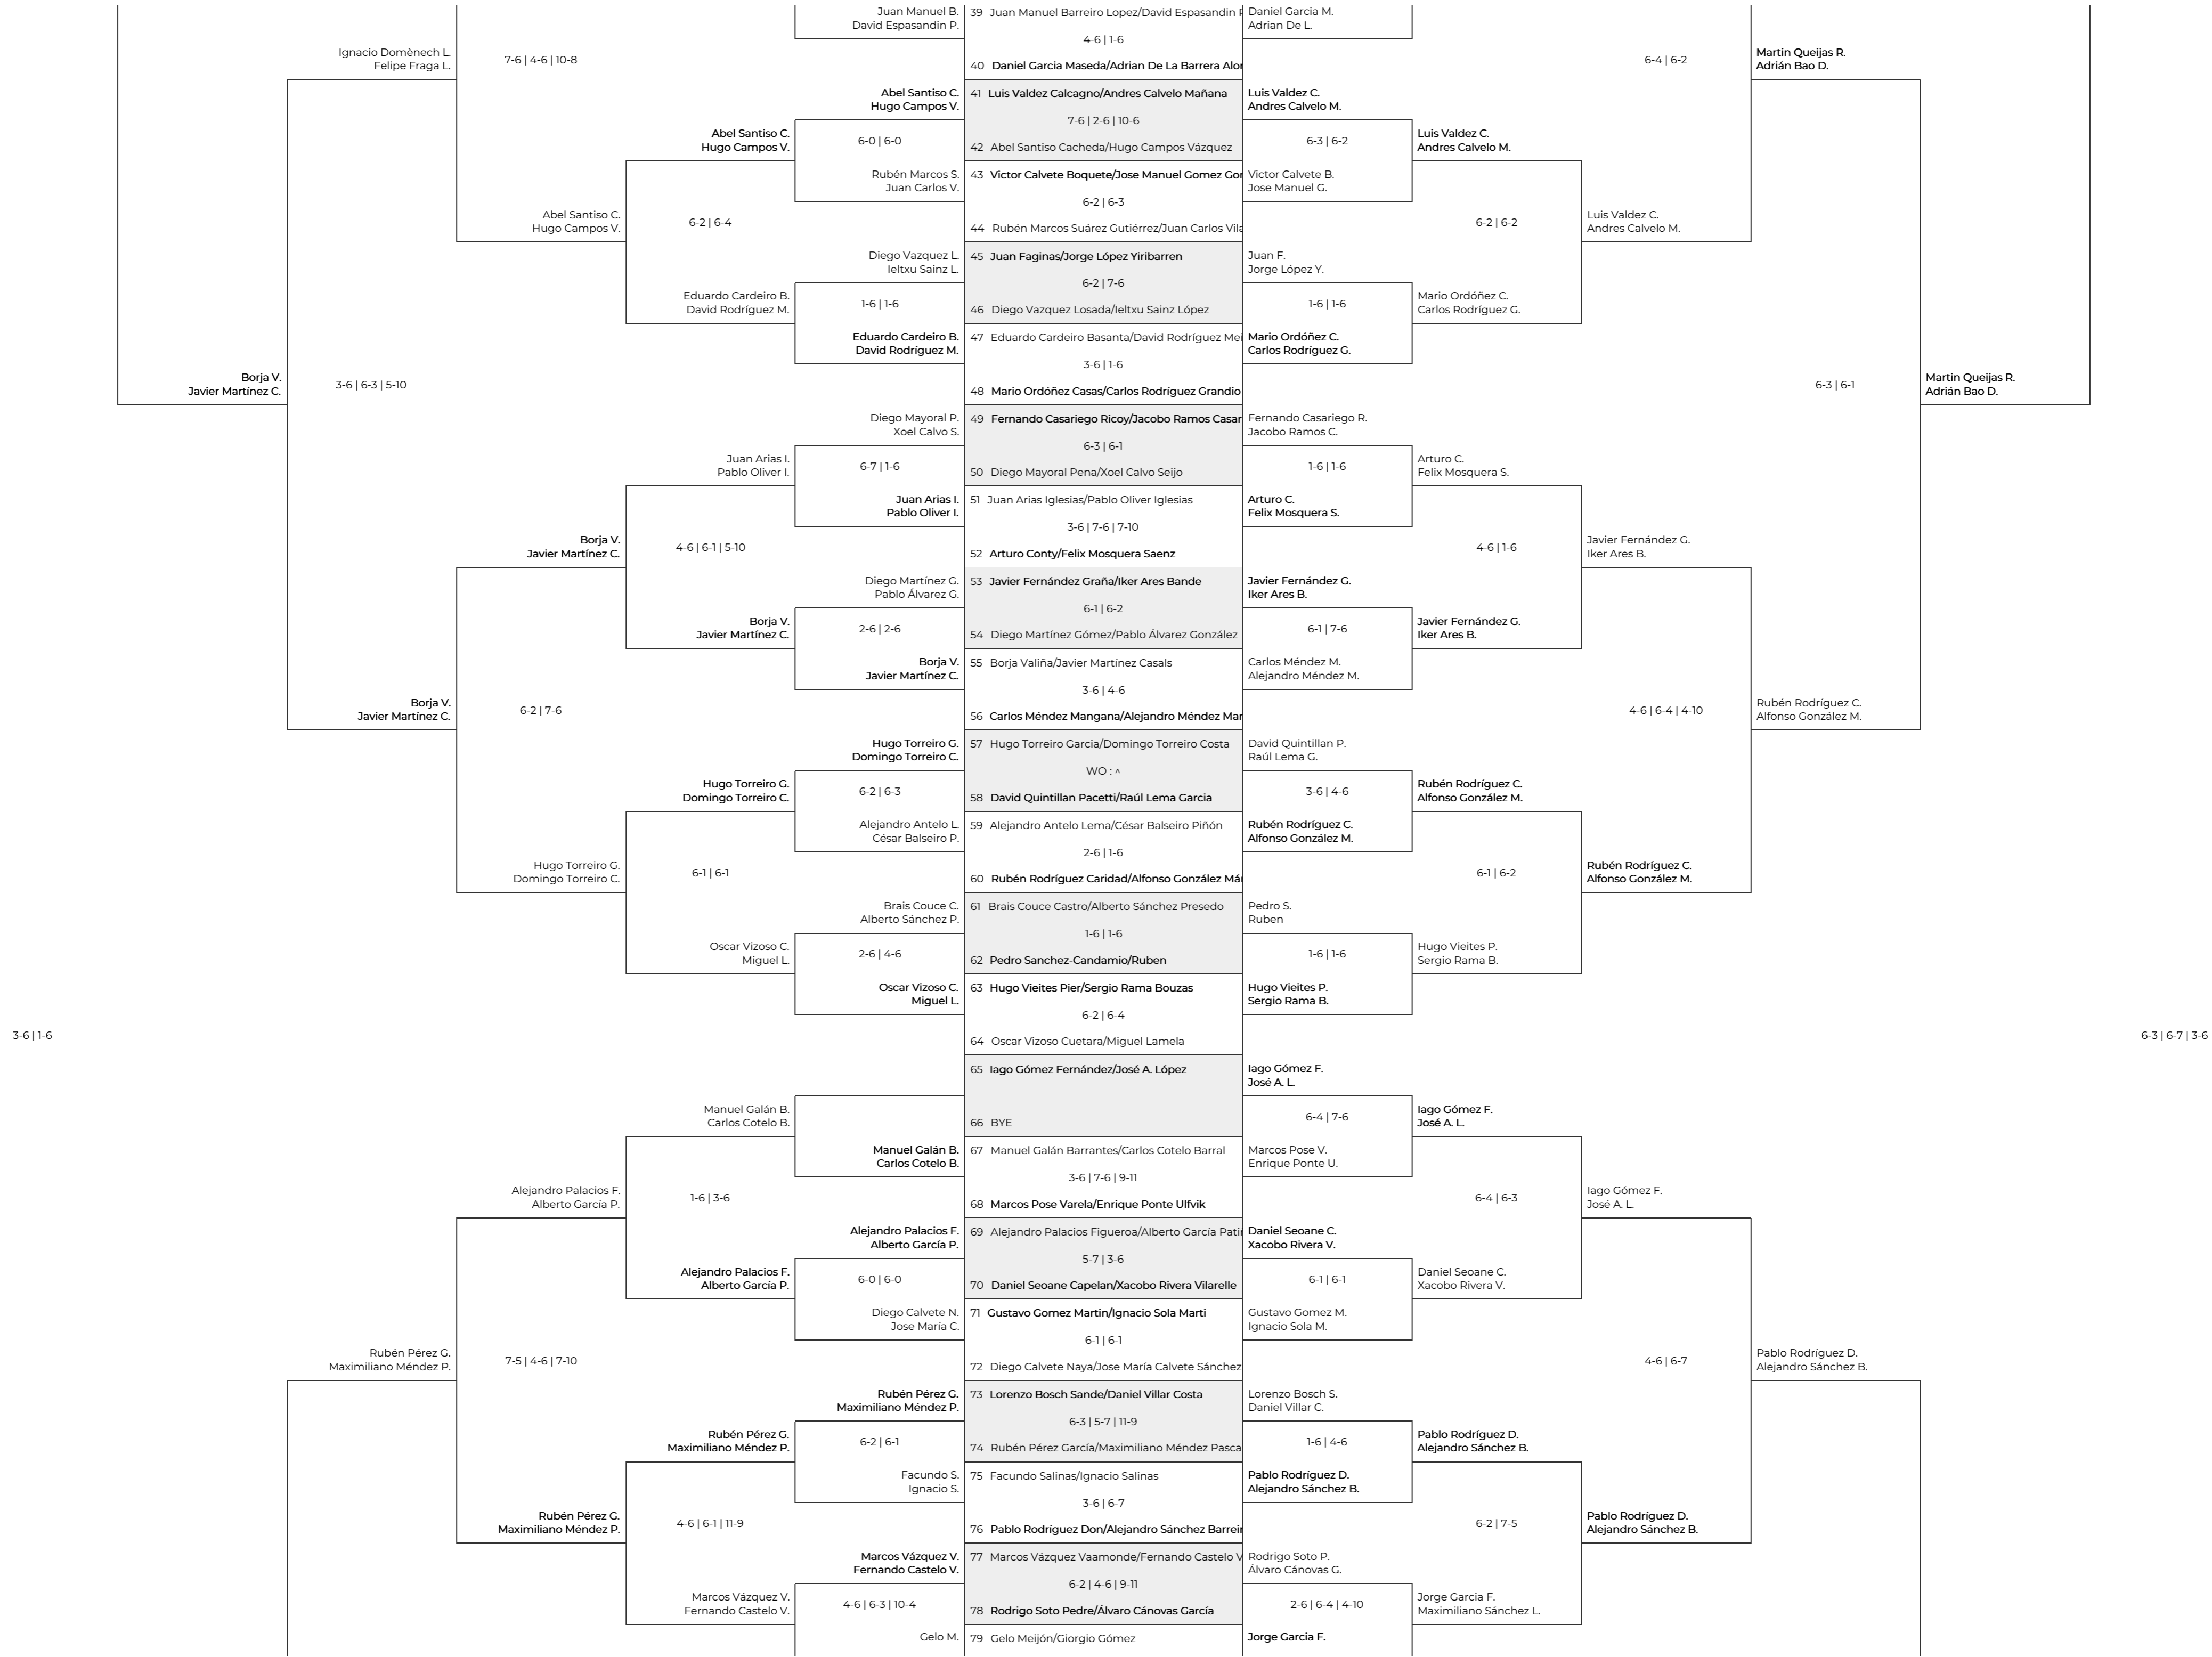 Juan Manuel B.
David Espasandin P.
39 Juan Manuel Barreiro Lopez/David Espasandin
Daniel Garcia M.
Adrian De L.
4-6 | 1-6
Ignacio Domènech L.
Felipe Fraga L.
7-6 | 4-6 | 10-8
40 Daniel Garcia Maseda/Adrian De La Barrera Alon
6-4 | 6-2
Martin Queijas R.
Adrián Bao D.
Abel Santiso C.
Hugo Campos V.
41 Luis Valdez Calcagno/Andres Calvelo Mañana
Luis Valdez C.
Andres Calvelo M.
7-6 | 2-6 | 10-6
Abel Santiso C.
Hugo Campos V.
6-0 | 6-0
42 Abel Santiso Cacheda/Hugo Campos Vázquez
6-3 | 6-2
Luis Valdez C.
Andres Calvelo M.
Rubén Marcos S.
Juan Carlos V.
43 Victor Calvete Boquete/Jose Manuel Gomez Gon
Victor Calvete B.
Jose Manuel G.
6-2 | 6-3
Abel Santiso C.
Hugo Campos V.
6-2 | 6-4
44 Rubén Marcos Suárez Gutiérrez/Juan Carlos Vila
6-2 | 6-2
Luis Valdez C.
Andres Calvelo M.
Diego Vazquez L.
Ieltxu Sainz L.
45 Juan Faginas/Jorge López Yiribarren
Juan F.
Jorge López Y.
6-2 | 7-6
Eduardo Cardeiro B.
David Rodríguez M.
1-6 | 1-6
46 Diego Vazquez Losada/Ieltxu Sainz López
1-6 | 1-6
Mario Ordóñez C.
Carlos Rodríguez G.
Eduardo Cardeiro B.
David Rodríguez M.
47 Eduardo Cardeiro Basanta/David Rodríguez Mei
Mario Ordóñez C.
Carlos Rodríguez G.
3-6 | 1-6
Borja V.
Javier Martínez C.
3-6 | 6-3 | 5-10
48 Mario Ordóñez Casas/Carlos Rodríguez Grandio
6-3 | 6-1
Martin Queijas R.
Adrián Bao D.
Diego Mayoral P.
Xoel Calvo S.
49 Fernando Casariego Ricoy/Jacobo Ramos Casar
Fernando Casariego R.
Jacobo Ramos C.
6-3 | 6-1
Juan Arias I.
Pablo Oliver I.
6-7 | 1-6
50 Diego Mayoral Pena/Xoel Calvo Seijo
1-6 | 1-6
Arturo C.
Felix Mosquera S.
Juan Arias I.
Pablo Oliver I.
51 Juan Arias Iglesias/Pablo Oliver Iglesias
Arturo C.
Felix Mosquera S.
3-6 | 7-6 | 7-10
Borja V.
Javier Martínez C.
4-6 | 6-1 | 5-10
52 Arturo Conty/Felix Mosquera Saenz
4-6 | 1-6
Javier Fernández G.
Iker Ares B.
Diego Martínez G.
Pablo Álvarez G.
53 Javier Fernández Graña/Iker Ares Bande
Javier Fernández G.
Iker Ares B.
6-1 | 6-2
Borja V.
Javier Martínez C.
2-6 | 2-6
54 Diego Martínez Gómez/Pablo Álvarez González
6-1 | 7-6
Javier Fernández G.
Iker Ares B.
Borja V.
Javier Martínez C.
55 Borja Valiña/Javier Martínez Casals
Carlos Méndez M.
Alejandro Méndez M.
3-6 | 4-6
Borja V.
Javier Martínez C.
6-2 | 7-6
56 Carlos Méndez Mangana/Alejandro Méndez Man
4-6 | 6-4 | 4-10
Rubén Rodríguez C.
Alfonso González M.
Hugo Torreiro G.
Domingo Torreiro C.
57 Hugo Torreiro Garcia/Domingo Torreiro Costa
David Quintillan P.
Raúl Lema G.
WO : ^
Hugo Torreiro G.
Domingo Torreiro C.
6-2 | 6-3
58 David Quintillan Pacetti/Raúl Lema Garcia
3-6 | 4-6
Rubén Rodríguez C.
Alfonso González M.
Alejandro Antelo L.
César Balseiro P.
59 Alejandro Antelo Lema/César Balseiro Piñón
Rubén Rodríguez C.
Alfonso González M.
2-6 | 1-6
Hugo Torreiro G.
Domingo Torreiro C.
6-1 | 6-1
60 Rubén Rodríguez Caridad/Alfonso González Már
6-1 | 6-2
Rubén Rodríguez C.
Alfonso González M.
Brais Couce C.
Alberto Sánchez P.
61 Brais Couce Castro/Alberto Sánchez Presedo
Pedro S.
Ruben
1-6 | 1-6
Oscar Vizoso C.
Miguel L.
2-6 | 4-6
62 Pedro Sanchez-Candamio/Ruben
1-6 | 1-6
Hugo Vieites P.
Sergio Rama B.
Oscar Vizoso C.
Miguel L.
63 Hugo Vieites Pier/Sergio Rama Bouzas
Hugo Vieites P.
Sergio Rama B.
6-2 | 6-4
3-6 | 1-6
64 Oscar Vizoso Cuetara/Miguel Lamela
6-3 | 6-7 | 3-6
65 Iago Gómez Fernández/José A. López
Iago Gómez F.
José A. L.
Manuel Galán B.
Carlos Cotelo B.
66 BYE
6-4 | 7-6
Iago Gómez F.
José A. L.
Manuel Galán B.
Carlos Cotelo B.
67 Manuel Galán Barrantes/Carlos Cotelo Barral
Marcos Pose V.
Enrique Ponte U.
3-6 | 7-6 | 9-11
Alejandro Palacios F.
Alberto García P.
1-6 | 3-6
68 Marcos Pose Varela/Enrique Ponte Ulfvik
6-4 | 6-3
Iago Gómez F.
José A. L.
Alejandro Palacios F.
Alberto García P.
69 Alejandro Palacios Figueroa/Alberto García Patiñ
Daniel Seoane C.
Xacobo Rivera V.
5-7 | 3-6
Alejandro Palacios F.
Alberto García P.
6-0 | 6-0
70 Daniel Seoane Capelan/Xacobo Rivera Vilarelle
6-1 | 6-1
Daniel Seoane C.
Xacobo Rivera V.
Diego Calvete N.
Jose María C.
71 Gustavo Gomez Martin/Ignacio Sola Marti
Gustavo Gomez M.
Ignacio Sola M.
6-1 | 6-1
Rubén Pérez G.
Maximiliano Méndez P.
7-5 | 4-6 | 7-10
72 Diego Calvete Naya/Jose María Calvete Sánchez
4-6 | 6-7
Pablo Rodríguez D.
Alejandro Sánchez B.
Rubén Pérez G.
Maximiliano Méndez P.
73 Lorenzo Bosch Sande/Daniel Villar Costa
Lorenzo Bosch S.
Daniel Villar C.
6-3 | 5-7 | 11-9
Rubén Pérez G.
Maximiliano Méndez P.
6-2 | 6-1
74 Rubén Pérez García/Maximiliano Méndez Pasca
1-6 | 4-6
Pablo Rodríguez D.
Alejandro Sánchez B.
Facundo S.
Ignacio S.
75 Facundo Salinas/Ignacio Salinas
Pablo Rodríguez D.
Alejandro Sánchez B.
3-6 | 6-7
Rubén Pérez G.
Maximiliano Méndez P.
4-6 | 6-1 | 11-9
76 Pablo Rodríguez Don/Alejandro Sánchez Barreir
6-2 | 7-5
Pablo Rodríguez D.
Alejandro Sánchez B.
Marcos Vázquez V.
Fernando Castelo V.
77 Marcos Vázquez Vaamonde/Fernando Castelo V
Rodrigo Soto P.
Álvaro Cánovas G.
6-2 | 4-6 | 9-11
Marcos Vázquez V.
Fernando Castelo V.
4-6 | 6-3 | 10-4
78 Rodrigo Soto Pedre/Álvaro Cánovas García
2-6 | 6-4 | 4-10
Jorge Garcia F.
Maximiliano Sánchez L.
Gelo M.
79 Gelo Meijón/Giorgio Gómez
Jorge Garcia F.